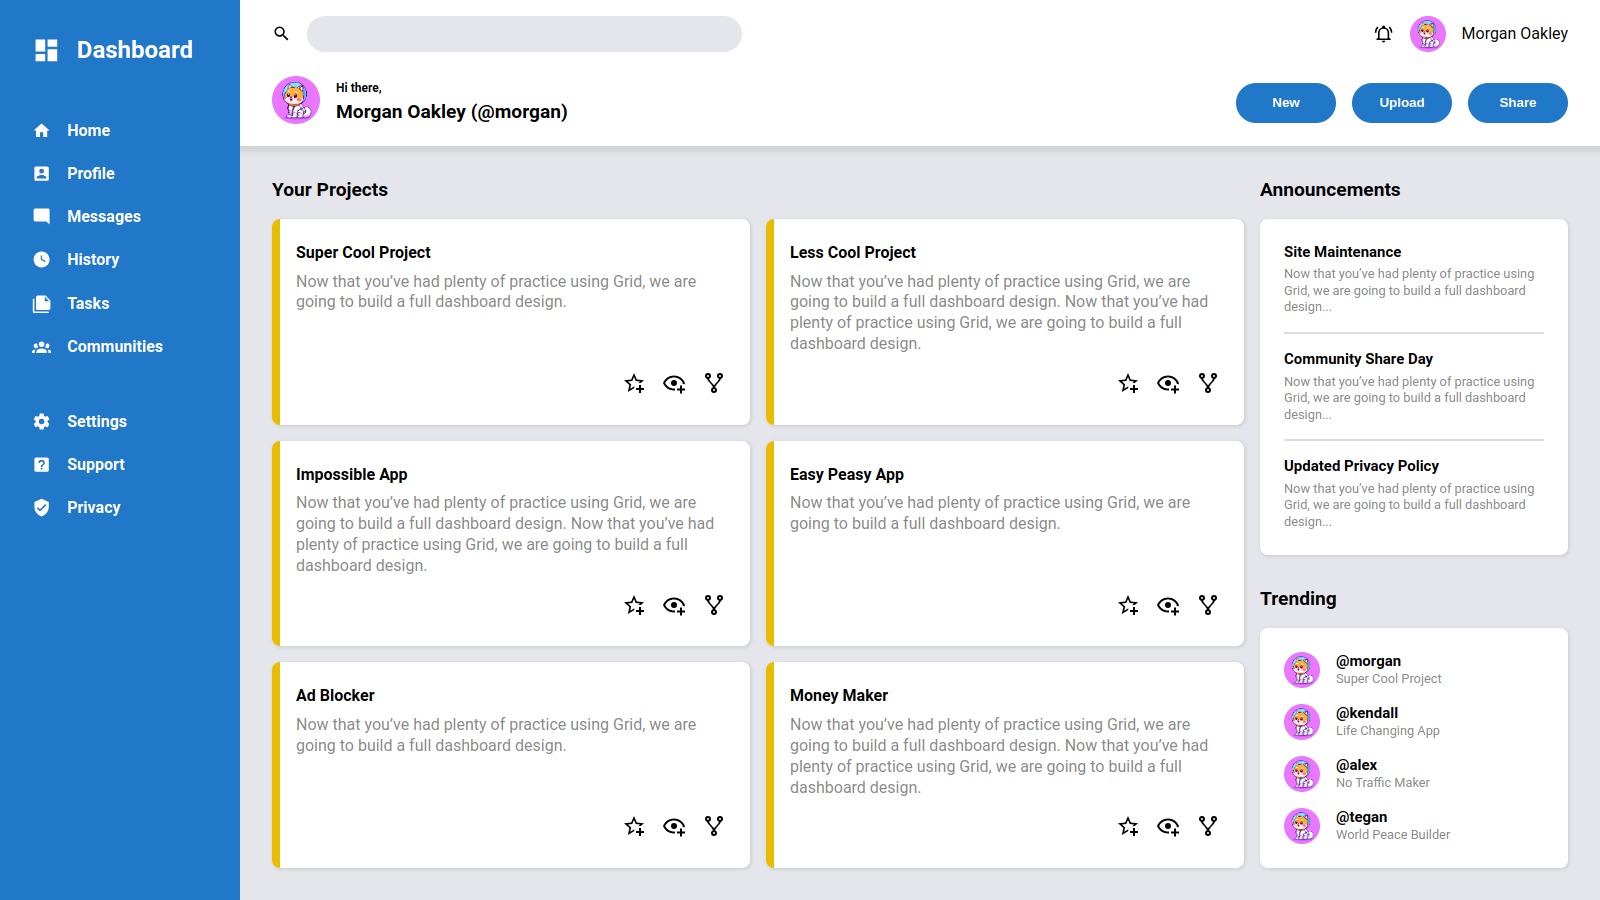 Dashboard
Home
Profile
Messages
History
Tasks
Communities
Settings
Support
Privacy
Morgan Oakley
Hi there,
Morgan Oakley (@morgan)
New
Upload
Share
Your Projects
Super Cool Project
Now that you’ve had plenty of practice using Grid, we are
going to build a full dashboard design.
Less Cool Project
Now that you’ve had plenty of practice using Grid, we are
going to build a full dashboard design. Now that you’ve had
plenty of practice using Grid, we are going to build a full
dashboard design.
Impossible App
Now that you’ve had plenty of practice using Grid, we are
going to build a full dashboard design. Now that you’ve had
plenty of practice using Grid, we are going to build a full
dashboard design.
Easy Peasy App
Now that you’ve had plenty of practice using Grid, we are
going to build a full dashboard design.
Ad Blocker
Now that you’ve had plenty of practice using Grid, we are
going to build a full dashboard design.
Money Maker
Now that you’ve had plenty of practice using Grid, we are
going to build a full dashboard design. Now that you’ve had
plenty of practice using Grid, we are going to build a full
dashboard design.
Announcements
Site Maintenance
Now that you’ve had plenty of practice using
Grid, we are going to build a full dashboard
design...
Community Share Day
Now that you’ve had plenty of practice using
Grid, we are going to build a full dashboard
design...
Updated Privacy Policy
Now that you’ve had plenty of practice using
Grid, we are going to build a full dashboard
design...
Trending
@morgan
Super Cool Project
@kendall
Life Changing App
@alex
No Traffic Maker
@tegan
World Peace Builder